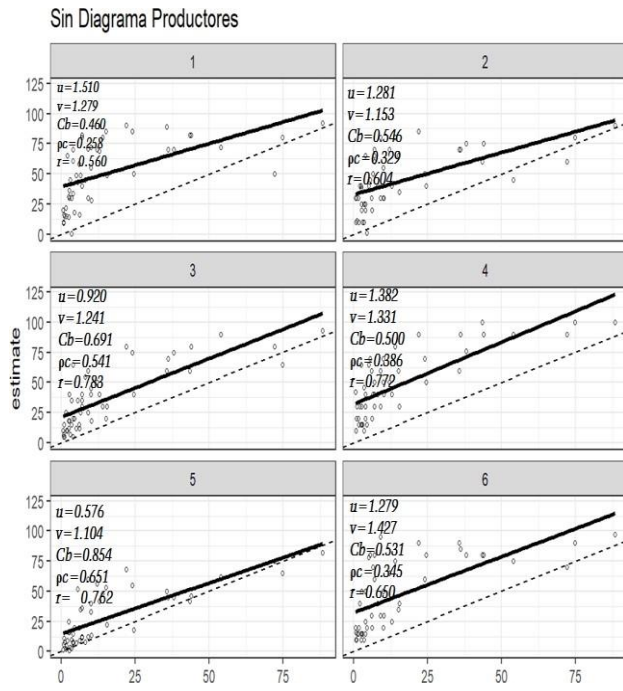 Sin Diagrama Productores
1
2
u=1.510
v=1.279
Cb=0.460
ρc=0.258
r= 0.560
u=1.281
v=1.153
Cb=0.546
ρc=0.329
r=0.604
125
100
75
50
25
0
3
4
u=0.920
v=1.241
Cb=0.691
ρc=0.541
r=0.783
u=1.382
v=1.331
Cb=0.500
ρc=0.386
r=0.772
125
100
75
50
25
0
estimate
5
6
u=0.576
v=1.104
Cb=0.854
ρc=0.651
r= 0.762
u=1.279
v=1.427
Cb=0.531
ρc=0.345
r=0.650
125
100
75
50
25
0
0 25 50 75
0 25 50 75